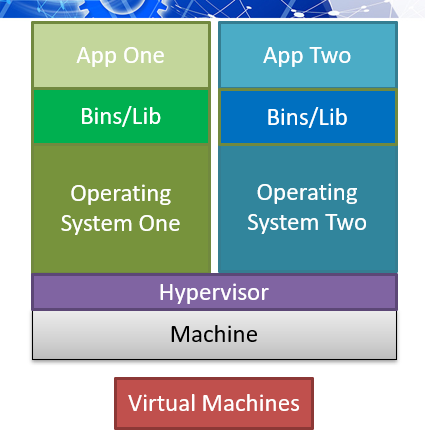 App One
App Two
Bins/Lib
Bins/Lib
Operating
System One
Operating
System Two
Hypervisor
Machine
Virtual Machines